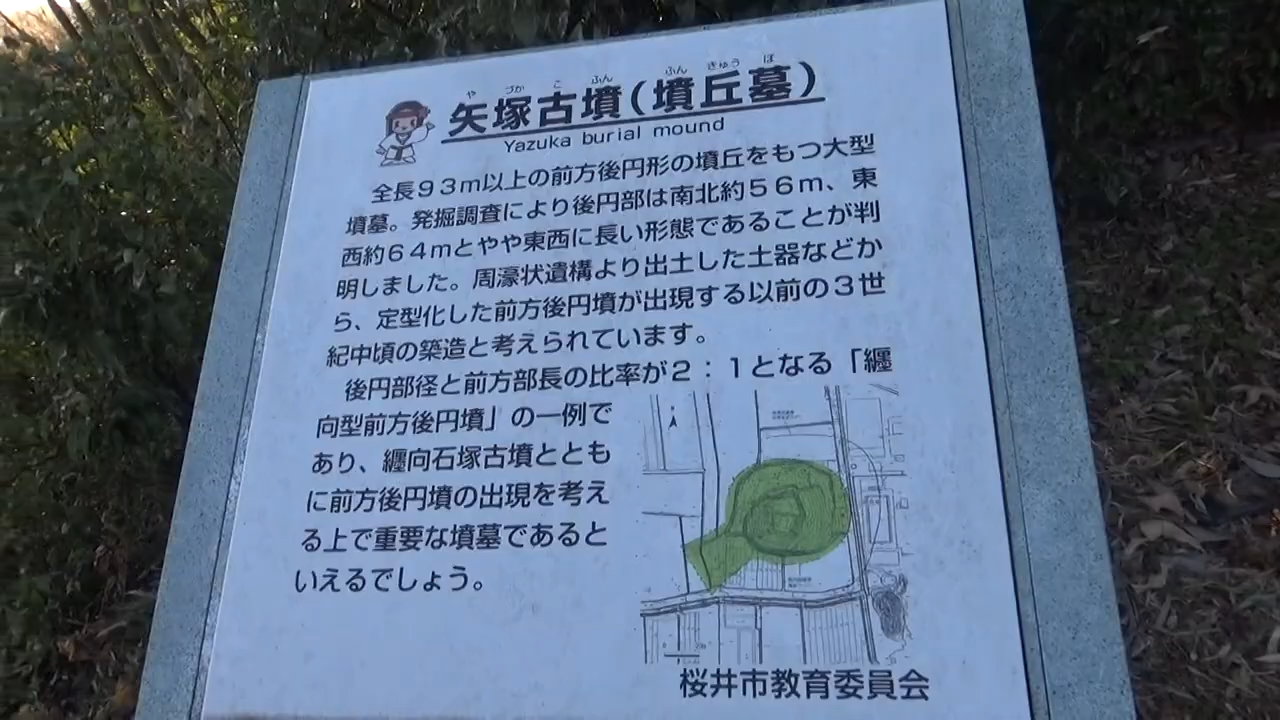 や づか こ ふん ふん きゅう ぼ
矢塚古墳(墳丘墓)
Yazuka burial mound
全長９３ｍ以上の前方後円形の墳丘をもつ大型
墳墓。発掘調査により後円部は南北約５６ｍ、東
西約６４ｍとやや東西に長い形態であることが判
明しました。周濠状遺構より出土した土器などか
ら、定型化した前方後円墳が出現する以前の３世
紀中頃の築造と考えられています。
後円部径と前方部長の比率が２：１となる「纒
向型前方後円墳」の一例で
あり、纒向石塚古墳ととも
に前方後円墳の出現を考え
る上で重要な墳墓であると
いえるでしょう。
桜井市教育委員会